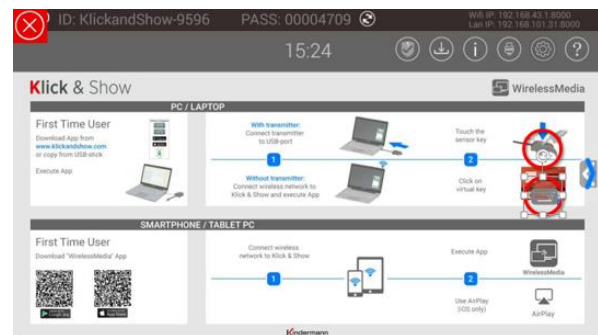 ID: KlickandShow-9596
PASS: 00004709
Wifi IP: 192.168.43.1:8000
Lan IP: 192.168.101.31:8000
15:24
Klick & Show
WirelessMedia
PC / LAPTOP
First Time User
Download App from
www.klickandshow.com
or copy from USB-stick
Execute App
With transmitter:
Connect transmitter
to USB-port
1
Without transmitter:
Connect wireless network to
Klick & Show and execute App
Touch the
sensor key
2
Click on
virtual key
SMARTPHONE / TABLET PC
First Time User
Download 'WirelessMedia' App
Connect wireless
network to Klick & Show
1
Execute App
2
Use AirPlay
(iOS only)
WirelessMedia
AirPlay
Kindermann